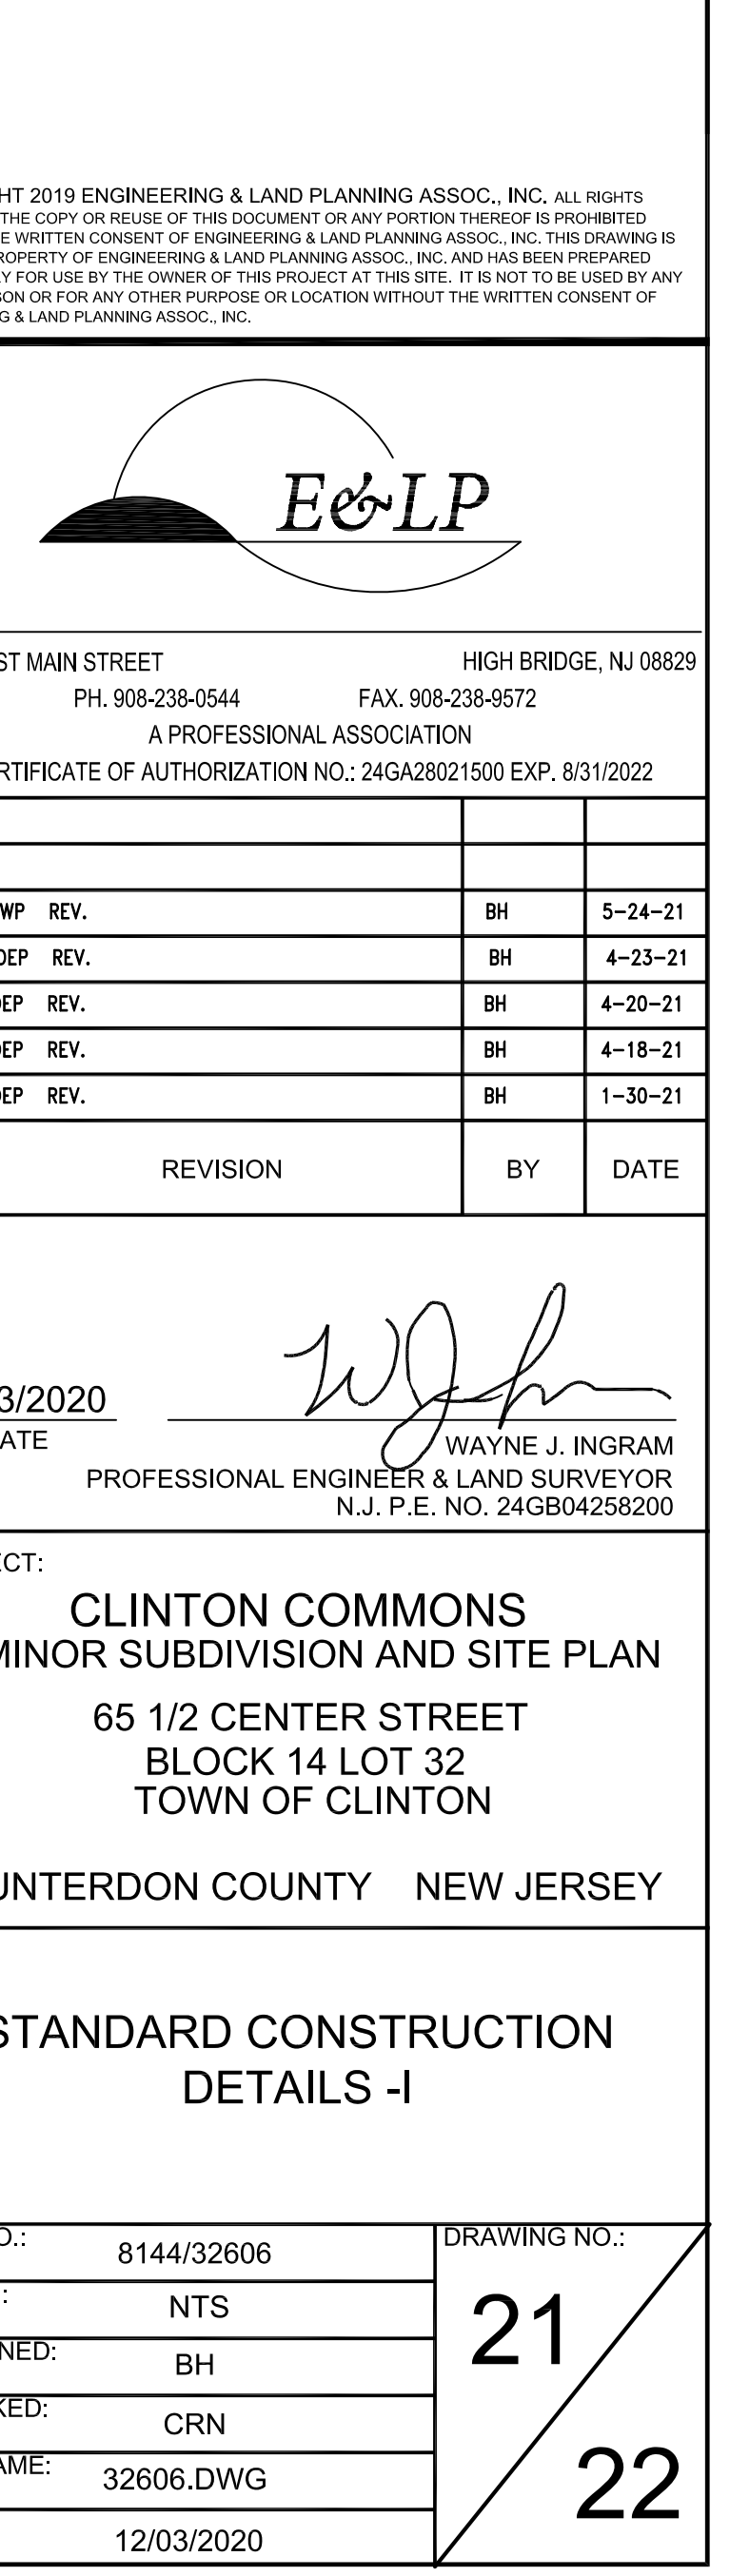 HT 2019 ENGINEERING & LAND PLANNING ASSOC., INC. ALL RIGHTS
THE COPY OR REUSE OF THIS DOCUMENT OR ANY PORTION THEREOF IS PROHIBITED
E WRITTEN CONSENT OF ENGINEERING & LAND PLANNING ASSOC., INC. THIS DRAWING IS
ROPERTY OF ENGINEERING & LAND PLANNING ASSOC., INC. AND HAS BEEN PREPARED
Y FOR USE BY THE OWNER OF THIS PROJECT AT THIS SITE. IT IS NOT TO BE USED BY ANY
SON OR FOR ANY OTHER PURPOSE OR LOCATION WITHOUT THE WRITTEN CONSENT OF
G & LAND PLANNING ASSOC., INC.
E&LP
ST MAIN STREET HIGH BRIDGE, NJ 08829
PH. 908-238-0544 FAX. 908-238-9572
A PROFESSIONAL ASSOCIATION
RTIFICATE OF AUTHORIZATION NO.: 24GA28021500 EXP. 8/31/2022
WP REV. BH 5-24-21
DEP REV. BH 4-23-21
EP REV. BH 4-20-21
EP REV. BH 4-18-21
EP REV. BH 1-30-21
REVISION BY DATE
3/2020
ATE WAYNE J. INGRAM
PROFESSIONAL ENGINEER & LAND SURVEYOR
N.J. P.E. NO. 24GB04258200
ECT:
CLINTON COMMONS
MINOR SUBDIVISION AND SITE PLAN
65 1/2 CENTER STREET
BLOCK 14 LOT 32
TOWN OF CLINTON
UNTERDON COUNTY NEW JERSEY
STANDARD CONSTRUCTION
DETAILS -I
O.: 8144/32606
: NTS
NED: BH
KED: CRN
AME: 32606.DWG
12/03/2020
DRAWING NO.:
21
22